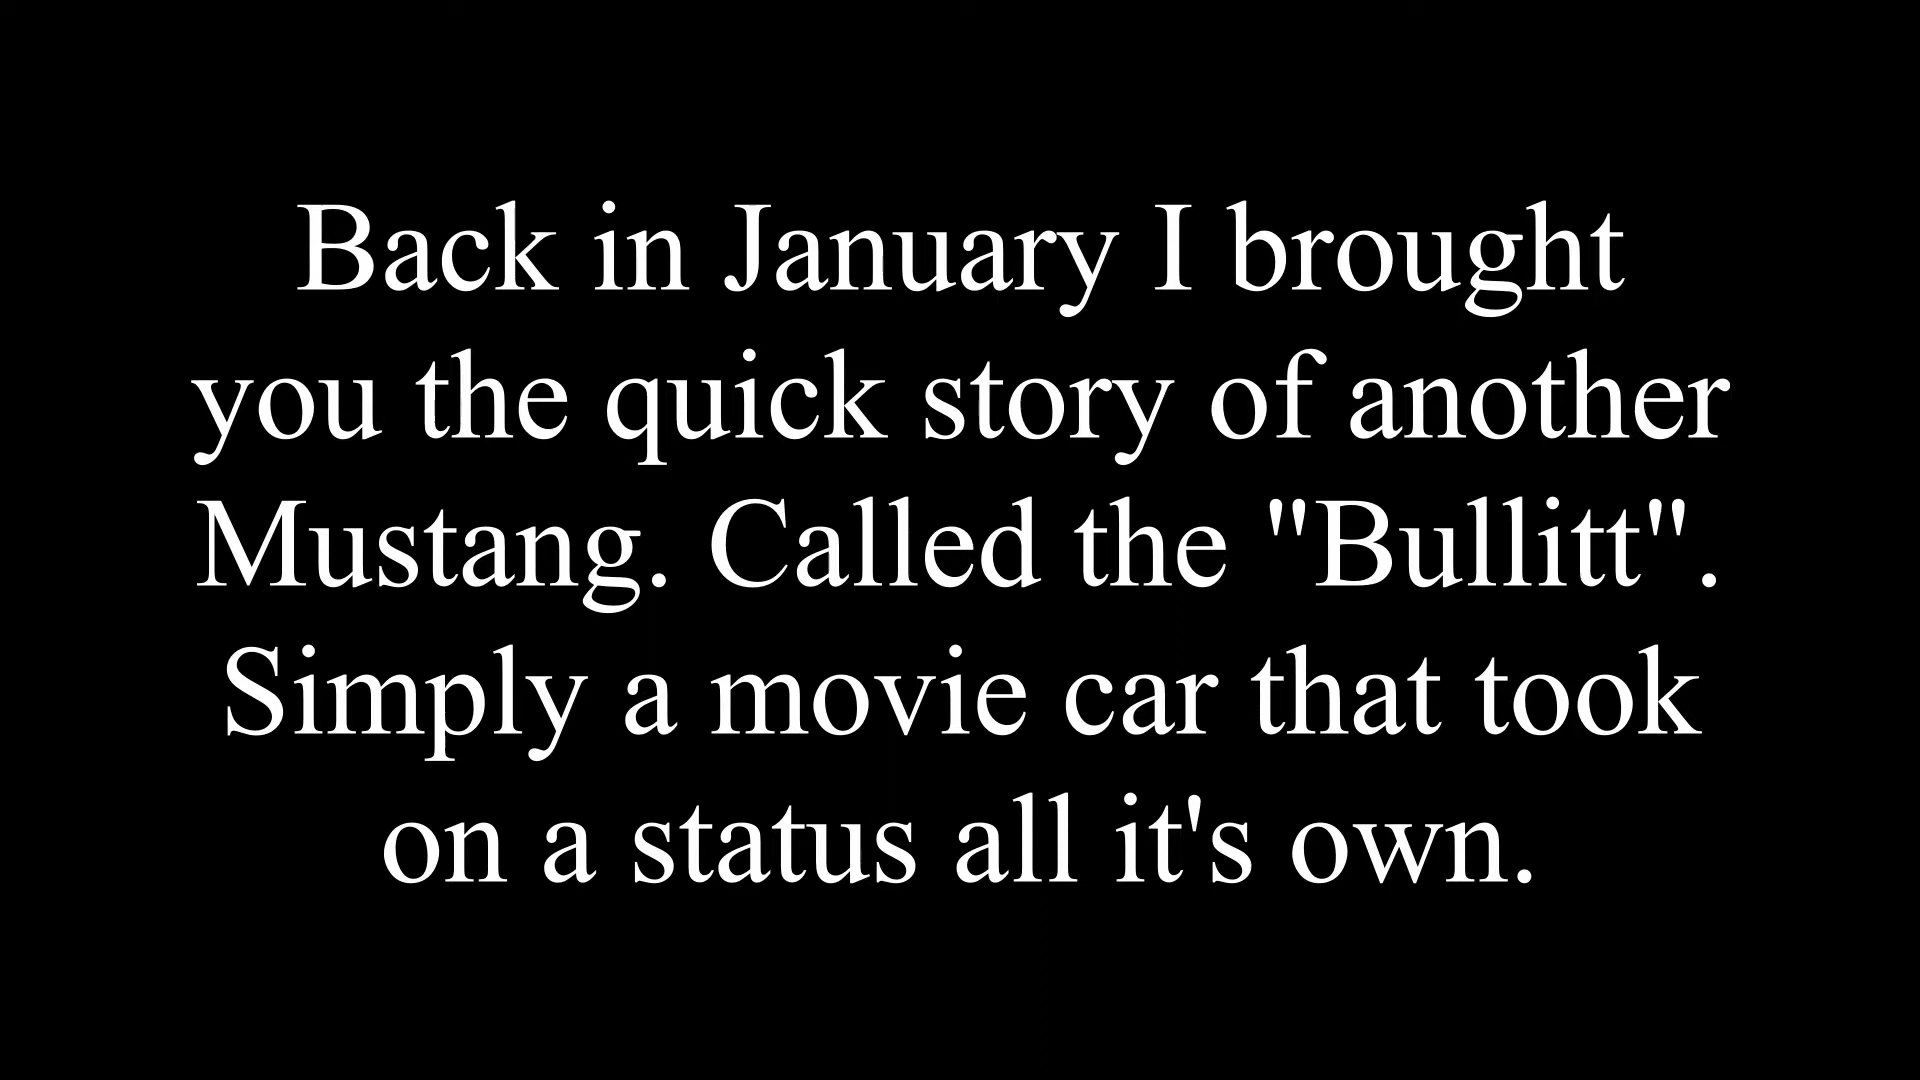 Back in January I brought
you the quick story of another
Mustang. Called the "Bullitt".
Simply a movie car that took
on a status all it's own.